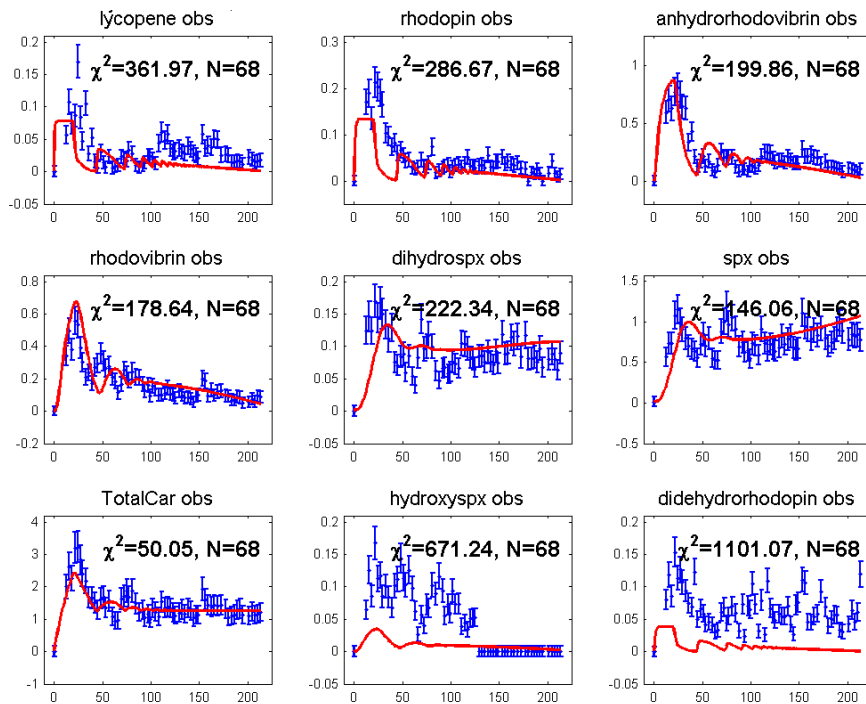 lycopene obs
χ²=361.97, N=68
0.2
0.15
0.1
0.05
0
-0.05
0 50 100 150 200
rhodopin obs
χ²=286.67, N=68
0.3
0.2
0.1
0
0 50 100 150 200
anhydrorhodovibrin obs
χ²=199.86, N=68
1
0.5
0
0 50 100 150 200
rhodovibrin obs
χ²=178.64, N=68
0.8
0.6
0.4
0.2
0
-0.2
0 50 100 150 200
dihydrospx obs
χ²=222.34, N=68
0.2
0.15
0.1
0.05
0
-0.05
0 50 100 150 200
spx obs
χ²=146.06, N=68
1.5
1
0.5
0
-0.5
0 50 100 150 200
TotalCar obs
χ²=50.05, N=68
4
3
2
1
0
-1
0 50 100 150 200
hydroxyspx obs
χ²=671.24, N=68
0.2
0.15
0.1
0.05
0
-0.05
0 50 100 150 200
didehydrorhodopin obs
χ²=1101.07, N=68
0.2
0.15
0.1
0.05
0
-0.05
0 50 100 150 200